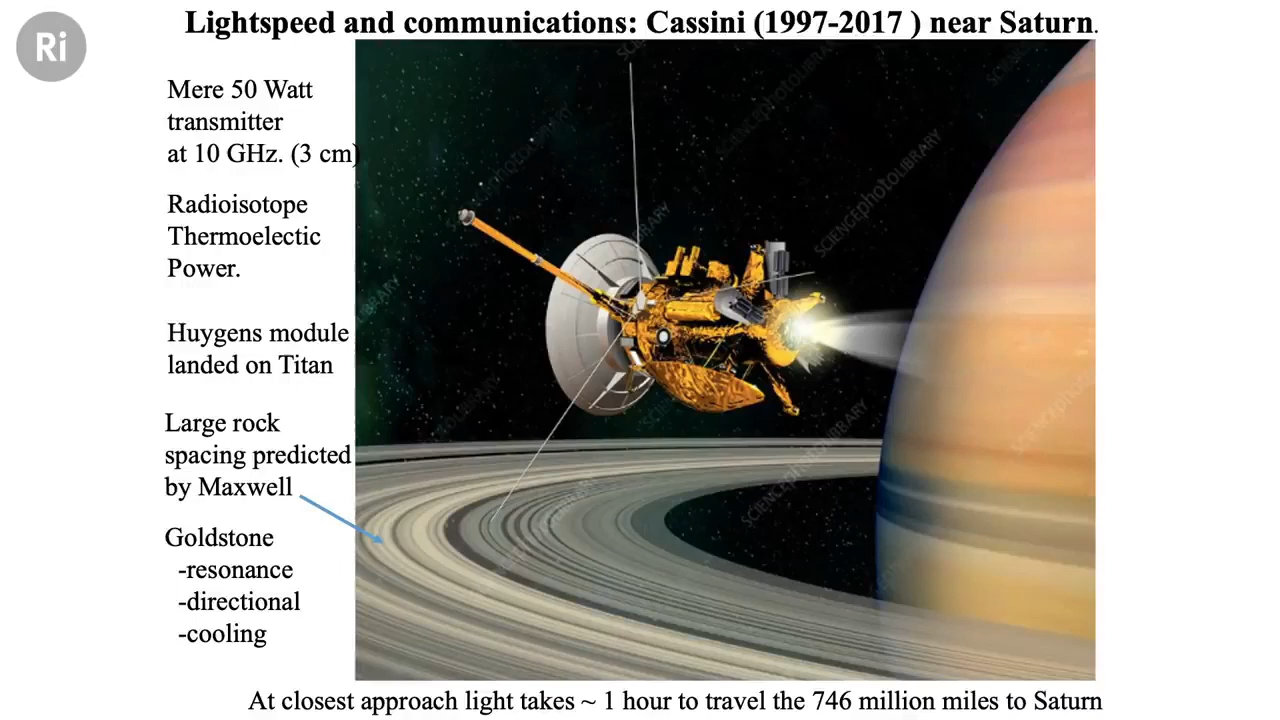 Lightspeed and communications: Cassini (1997-2017 ) near Saturn.
Ri
Mere 50 Watt
transmitter
at 10 GHz. (3 cm)
Radioisotope
Thermoelectic
Power.
Huygens module
landed on Titan
Large rock
spacing predicted
by Maxwell
Goldstone
-resonance
-directional
-cooling
SCIENCEphotoLIBRARY
SCIENCEphotoLIBRARY
At closest approach light takes ~ 1 hour to travel the 746 million miles to Saturn